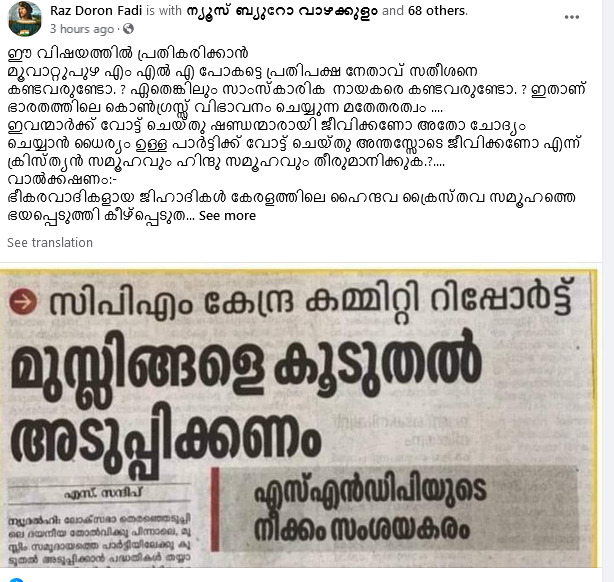 Raz Doron Fadi is with ന്യൂസ് ബ്യുറോ വാഴക്കുളം and 68 others.
3 hours ago
ഈ വിഷയത്തിൽ പ്രതികരിക്കാൻ
മൂവാറ്റുപുഴ എം എൽ എ പോകട്ടെ പ്രതിപക്ഷ നേതാവ് സതീശനെ
കണ്ടവരുണ്ടോ. ? ഏതെങ്കിലും സാംസ്കാരിക നായകരെ കണ്ടവരുണ്ടോ. ? ഇതാണ്
ഭാരതത്തിലെ കൊൺഗ്രസ്സ് വിഭാവനം ചെയ്യുന്ന മതേതരത്വം ....
ഇവന്മാർക്ക് വോട്ട് ചെയ്തു ഷണ്ഡന്മാരായി ജീവിക്കണോ അതോ ചോദ്യം
ചെയ്യാൻ ധൈര്യം ഉള്ള പാർട്ടിക്ക് വോട്ട് ചെയ്തു അന്തസ്സോടെ ജീവിക്കണോ എന്ന്
ക്രിസ്ത്യൻ സമൂഹവും ഹിന്ദു സമൂഹവും തീരുമാനിക്കുക.?....
വാൽക്കഷണം:-
ഭീകരവാദികളായ ജിഹാദികൾ കേരളത്തിലെ ഹൈന്ദവ ക്രൈസ്തവ സമൂഹത്തെ
ഭയപ്പെടുത്തി കീഴ്പ്പെടുത... See more
See translation
സിപിഎം കേന്ദ്ര കമ്മിറ്റി റിപ്പോർട്ട്
മുസ്ലിങ്ങളെ കൂടുതൽ
അടുപ്പിക്കണം
എസ്. സന്ദിപ്
എസ്എൻഡിപിയുടെ
നീക്കം സംശയകരം
ന്യൂദൽഹി: ലോക്സഭാ തെരഞ്ഞെടുപ്പി
ലെ ദയനീയ തോൽവിക്കു പിന്നാലെ, മു
സ്ലിം സമുദായത്തെ പാർട്ടിയിലേക്കു കൂ
ടുതൽ അടുപ്പിക്കാൻ പദ്ധതികൾ തയ്യാ